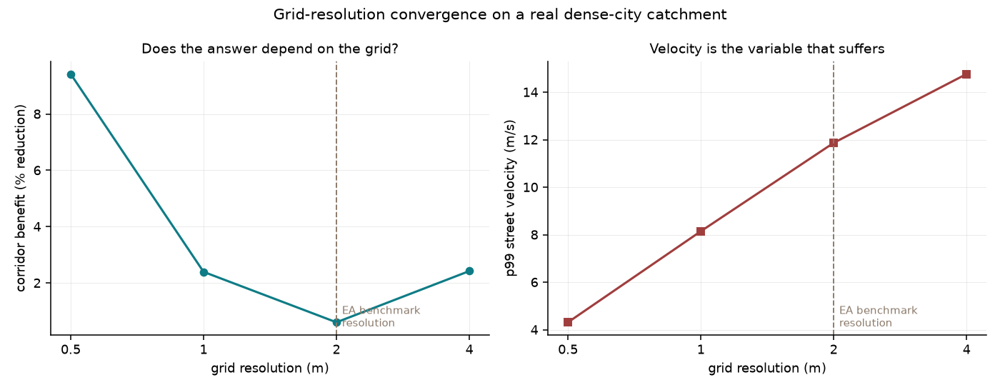 Grid-resolution convergence on a real dense-city catchment
Does the answer depend on the grid?
corridor benefit (% reduction)
8
6
4
2
EA benchmark
resolution
0.5
1
2
4
grid resolution (m)
Velocity is the variable that suffers
p99 street velocity (m/s)
14
12
10
8
6
4
EA benchmark
resolution
0.5
1
2
4
grid resolution (m)